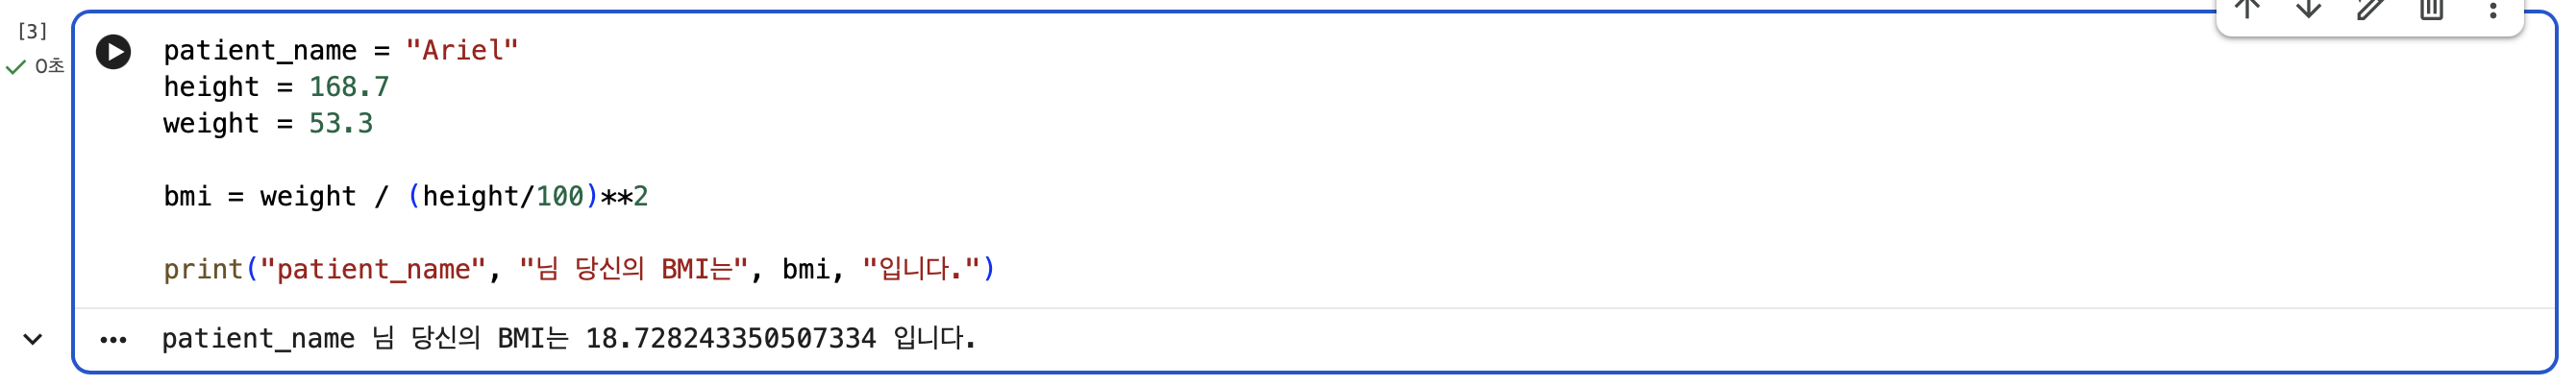 [3]
0초
patient_name = "Ariel"
height = 168.7
weight = 53.3
bmi = weight / (height/100)**2
print("patient_name", "님 당신의 BMI는", bmi, "입니다.")
patient_name 님 당신의 BMI는 18.728243350507334 입니다.